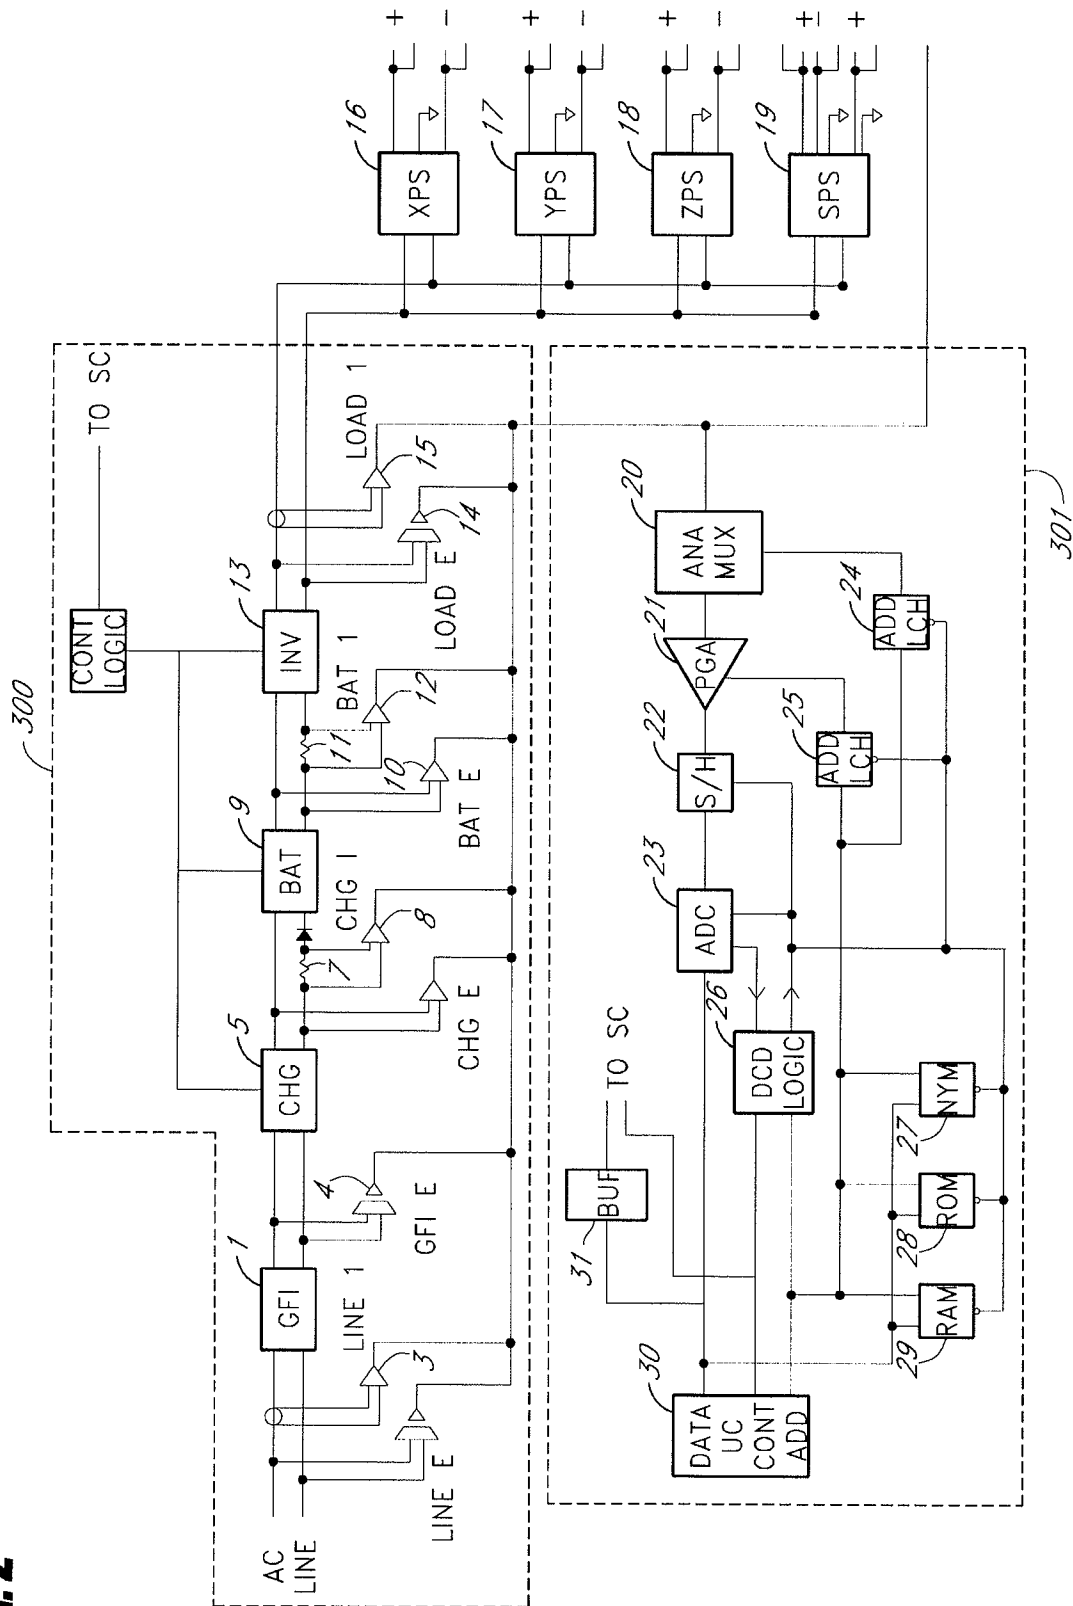 300
CONT
LOGIC
TO SC
AC
LINE
LINE E
LINE 1
3
1
GFI
GFI E
4
5
CHG
CHG E
7
CHG I
8
9
BAT
BAT E
10
11
BAT 1
12
13
INV
LOAD E
14
LOAD 1
15
16
XPS
+
-
17
YPS
+
-
18
ZPS
+
-
19
SPS
+
-
+
301
20
ANA
MUX
21
PGA
22
S/H
23
ADC
24
ADD
LCH
25
ADD
LCH
26
DCD
LOGIC
TO SC
31
BUF
30
DATA
UC
CONT
ADD
27
NYM
28
ROM
29
RAM